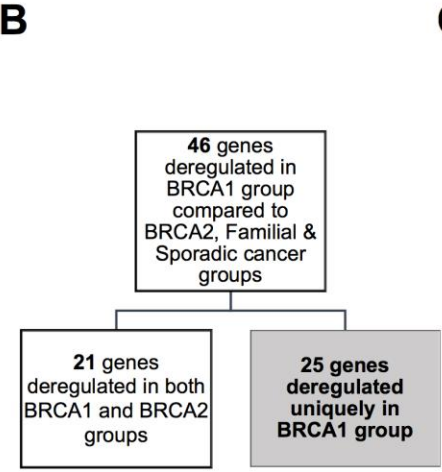 B
46 genes
deregulated in
BRCA1 group
compared to
BRCA2, Familial &
Sporadic cancer
groups
21 genes
deregulated in both
BRCA1 and BRCA2
groups
25 genes
deregulated
uniquely in
BRCA1 group